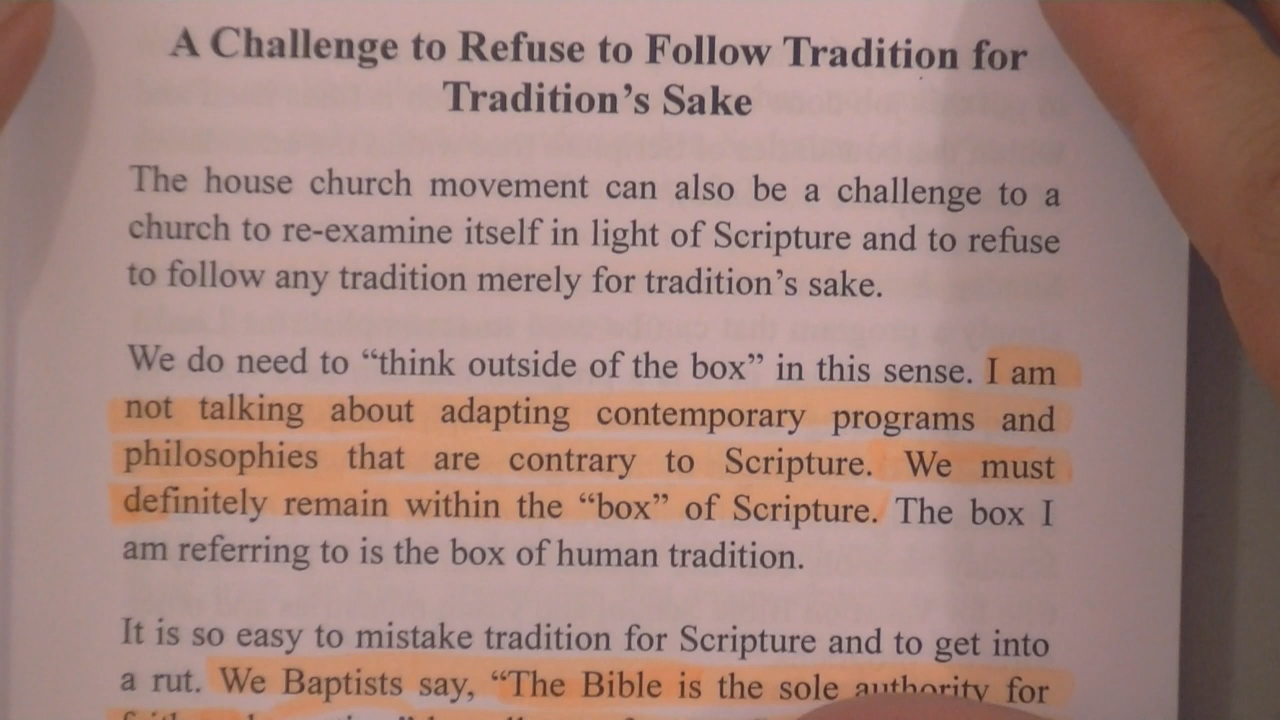 A Challenge to Refuse to Follow Tradition for
Tradition’s Sake
The house church movement can also be a challenge to a
church to re-examine itself in light of Scripture and to refuse
to follow any tradition merely for tradition’s sake.
We do need to “think outside of the box” in this sense. I am
not talking about adapting contemporary programs and
philosophies that are contrary to Scripture. We must
definitely remain within the “box” of Scripture. The box I
am referring to is the box of human tradition.
It is so easy to mistake tradition for Scripture and to get into
a rut. We Baptists say, “The Bible is the sole authority for